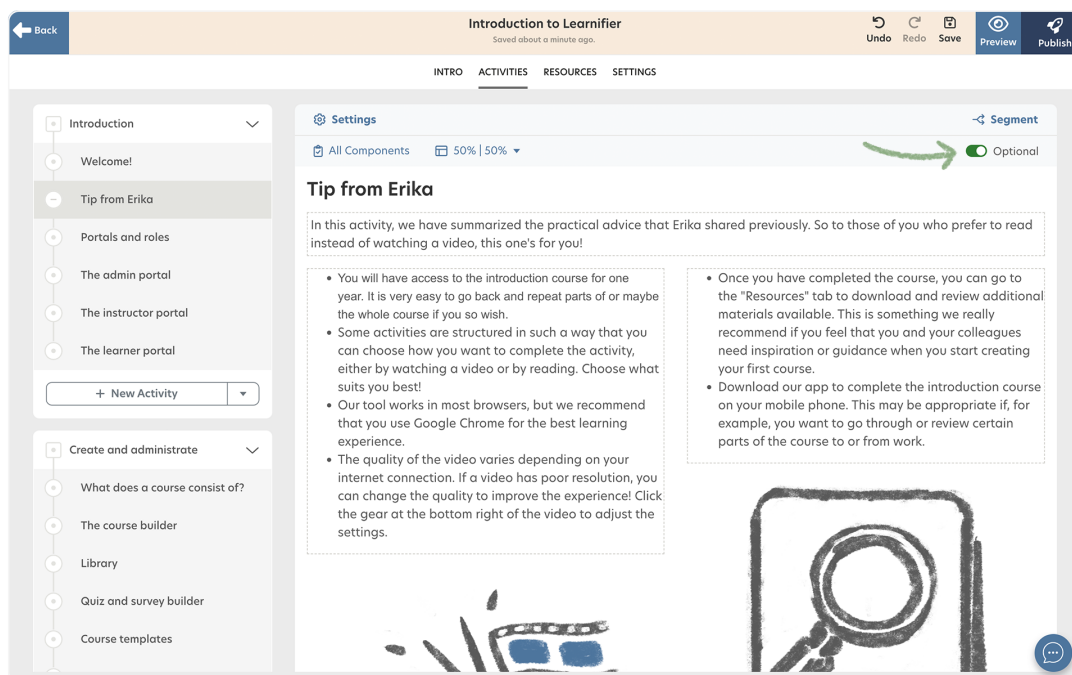 Back
Introduction to Learnifier
Saved about a minute ago.
Undo
Redo
Save
Preview
Publish
INTRO
ACTIVITIES
RESOURCES
SETTINGS
Introduction
Welcome!
Tip from Erika
Portals and roles
The admin portal
The instructor portal
The learner portal
+ New Activity
Create and administrate
What does a course consist of?
The course builder
Library
Quiz and survey builder
Course templates
Settings
Segment
All Components
50% | 50%
Optional
Tip from Erika
In this activity, we have summarized the practical advice that Erika shared previously. So to those of you who prefer to read
instead of watching a video, this one's for you!
• You will have access to the introduction course for one
year. It is very easy to go back and repeat parts of or maybe
the whole course if you so wish.
• Some activities are structured in such a way that you
can choose how you want to complete the activity,
either by watching a video or by reading. Choose what
suits you best!
• Our tool works in most browsers, but we recommend
that you use Google Chrome for the best learning
experience.
• The quality of the video varies depending on your
internet connection. If a video has poor resolution, you
can change the quality to improve the experience! Click
the gear at the bottom right of the video to adjust the
settings.
• Once you have completed the course, you can go to
the "Resources" tab to download and review additional
materials available. This is something we really
recommend if you feel that you and your colleagues
need inspiration or guidance when you start creating
your first course.
• Download our app to complete the introduction course
on your mobile phone. This may be appropriate if, for
example, you want to go through or review certain
parts of the course to or from work.